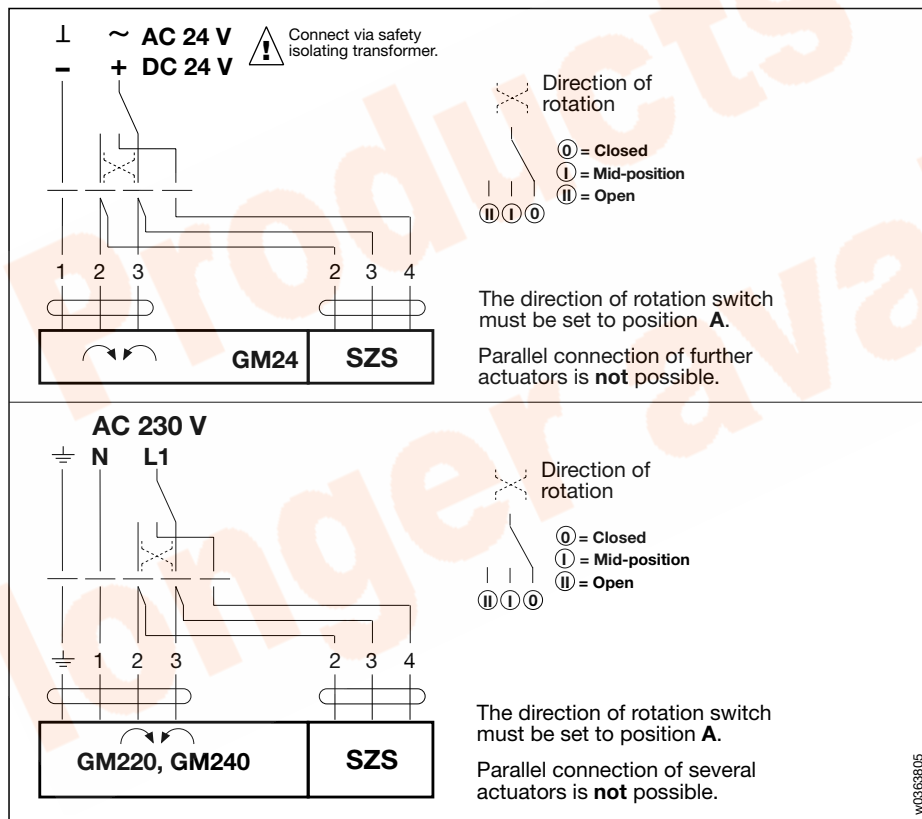 ⊥ ~ AC 24 V
– + DC 24 V
Connect via safety
isolating transformer.
!
Direction of
rotation
0 = Closed
I = Mid-position
II = Open
II I 0
1 2 3 2 3 4
The direction of rotation switch
must be set to position A.
Parallel connection of further
actuators is not possible.
GM24 SZS
AC 230 V
N L1
Direction of
rotation
0 = Closed
I = Mid-position
II = Open
II I 0
1 2 3 2 3 4
The direction of rotation switch
must be set to position A.
Parallel connection of several
actuators is not possible.
GM220, GM240 SZS
w0363805
Products
longer ava